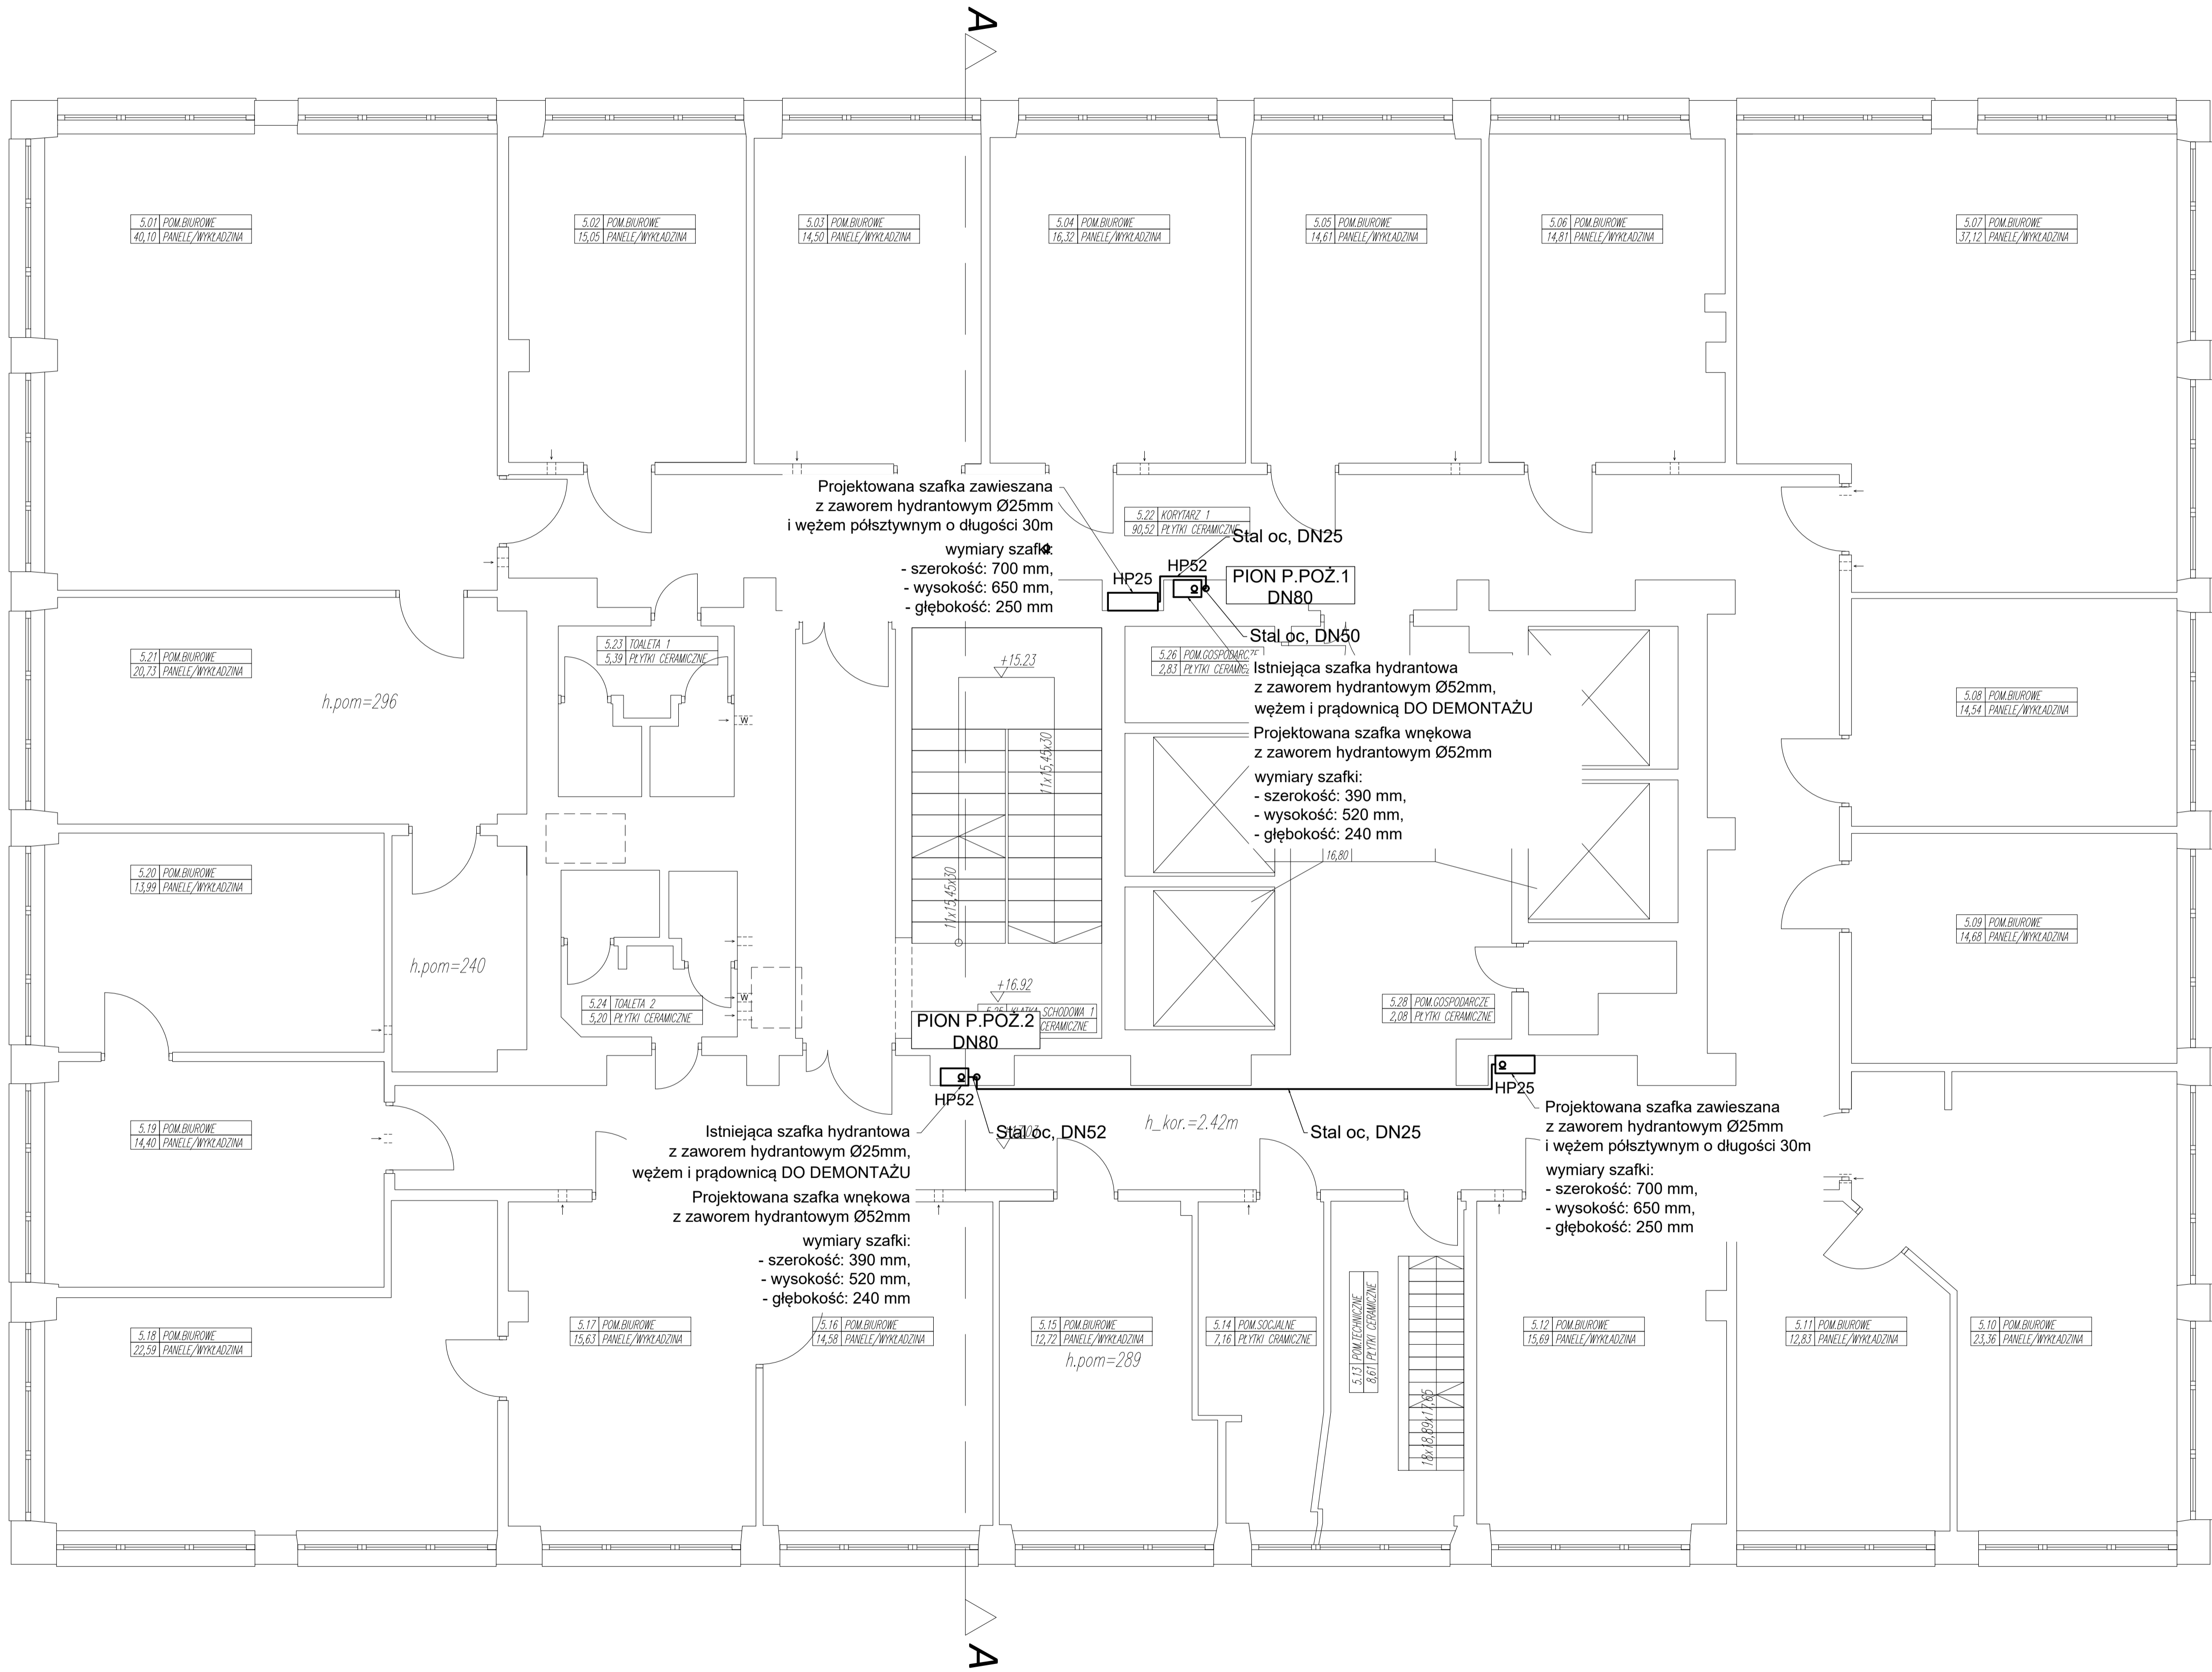 A
5.01 POM.BIUROWE
40,10 PANELE/WYKŁADZINA
5.02 POM.BIUROWE
15,05 PANELE/WYKŁADZINA
5.03 POM.BIUROWE
14,50 PANELE/WYKŁADZINA
5.04 POM.BIUROWE
16,32 PANELE/WYKŁADZINA
5.05 POM.BIUROWE
14,61 PANELE/WYKŁADZINA
5.06 POM.BIUROWE
14,81 PANELE/WYKŁADZINA
5.07 POM.BIUROWE
37,12 PANELE/WYKŁADZINA
Projektowana szafka zawieszana
z zaworem hydrantowym Ø25mm
i wężem półsztywnym o długości 30m
wymiary szafki:
- szerokość: 700 mm,
- wysokość: 650 mm,
- głębokość: 250 mm
5.22 KORYTARZ 1
90,52 PŁYTKI CERAMICZNE
Stal oc, DN25
HP25
HP52
PION P.POŻ.1
DN80
Stal oc, DN50
5.23 TOALETA 1
5,39 PŁYTKI CERAMICZNE
5.21 POM.BIUROWE
20,73 PANELE/WYKŁADZINA
h.pom=296
W
+15.23
11x15,45x30
11x15,45x30
5.26 POM.GOSPODARCZE
2,83 PŁYTKI
Istniejąca szafka hydrantowa
z zaworem hydrantowym Ø52mm,
wężem i prądownicą DO DEMONTAŻU
Projektowana szafka wnękowa
z zaworem hydrantowym Ø52mm
wymiary szafki:
- szerokość: 390 mm,
- wysokość: 520 mm,
- głębokość: 240 mm
16,80
5.08 POM.BIUROWE
14,54 PANELE/WYKŁADZINA
5.20 POM.BIUROWE
13,99 PANELE/WYKŁADZINA
h.pom=240
5.09 POM.BIUROWE
14,68 PANELE/WYKŁADZINA
5.24 TOALETA 2
5,20 PŁYTKI CERAMICZNE
W
+16.92
SCHODOWA 1
CERAMICZNE
PION P.POŻ.2
DN80
5.28 POM.GOSPODARCZE
2,08 PŁYTKI CERAMICZNE
HP52
HP25
5.19 POM.BIUROWE
14,40 PANELE/WYKŁADZINA
Istniejąca szafka hydrantowa
z zaworem hydrantowym Ø25mm,
wężem i prądownicą DO DEMONTAŻU
Projektowana szafka wnękowa
z zaworem hydrantowym Ø52mm
wymiary szafki:
- szerokość: 390 mm,
- wysokość: 520 mm,
- głębokość: 240 mm
Stal oc, DN52
h_kor.=2.42m
Stal oc, DN25
Projektowana szafka zawieszana
z zaworem hydrantowym Ø25mm
i wężem półsztywnym o długości 30m
wymiary szafki:
- szerokość: 700 mm,
- wysokość: 650 mm,
- głębokość: 250 mm
5.18 POM.BIUROWE
22,59 PANELE/WYKŁADZINA
5.17 POM.BIUROWE
15,63 PANELE/WYKŁADZINA
5.16 POM.BIUROWE
14,58 PANELE/WYKŁADZINA
5.15 POM.BIUROWE
12,72 PANELE/WYKŁADZINA
h.pom=289
5.14 POM.SOCJALNE
7,16 PŁYTKI CRAMICZNE
5.13 POM.TECHNICZNE
8,61 PŁYTKI CERAMICZNE
18x18,89x17,65
5.12 POM.BIUROWE
15,69 PANELE/WYKŁADZINA
5.11 POM.BIUROWE
12,83 PANELE/WYKŁADZINA
5.10 POM.BIUROWE
23,36 PANELE/WYKŁADZINA
A